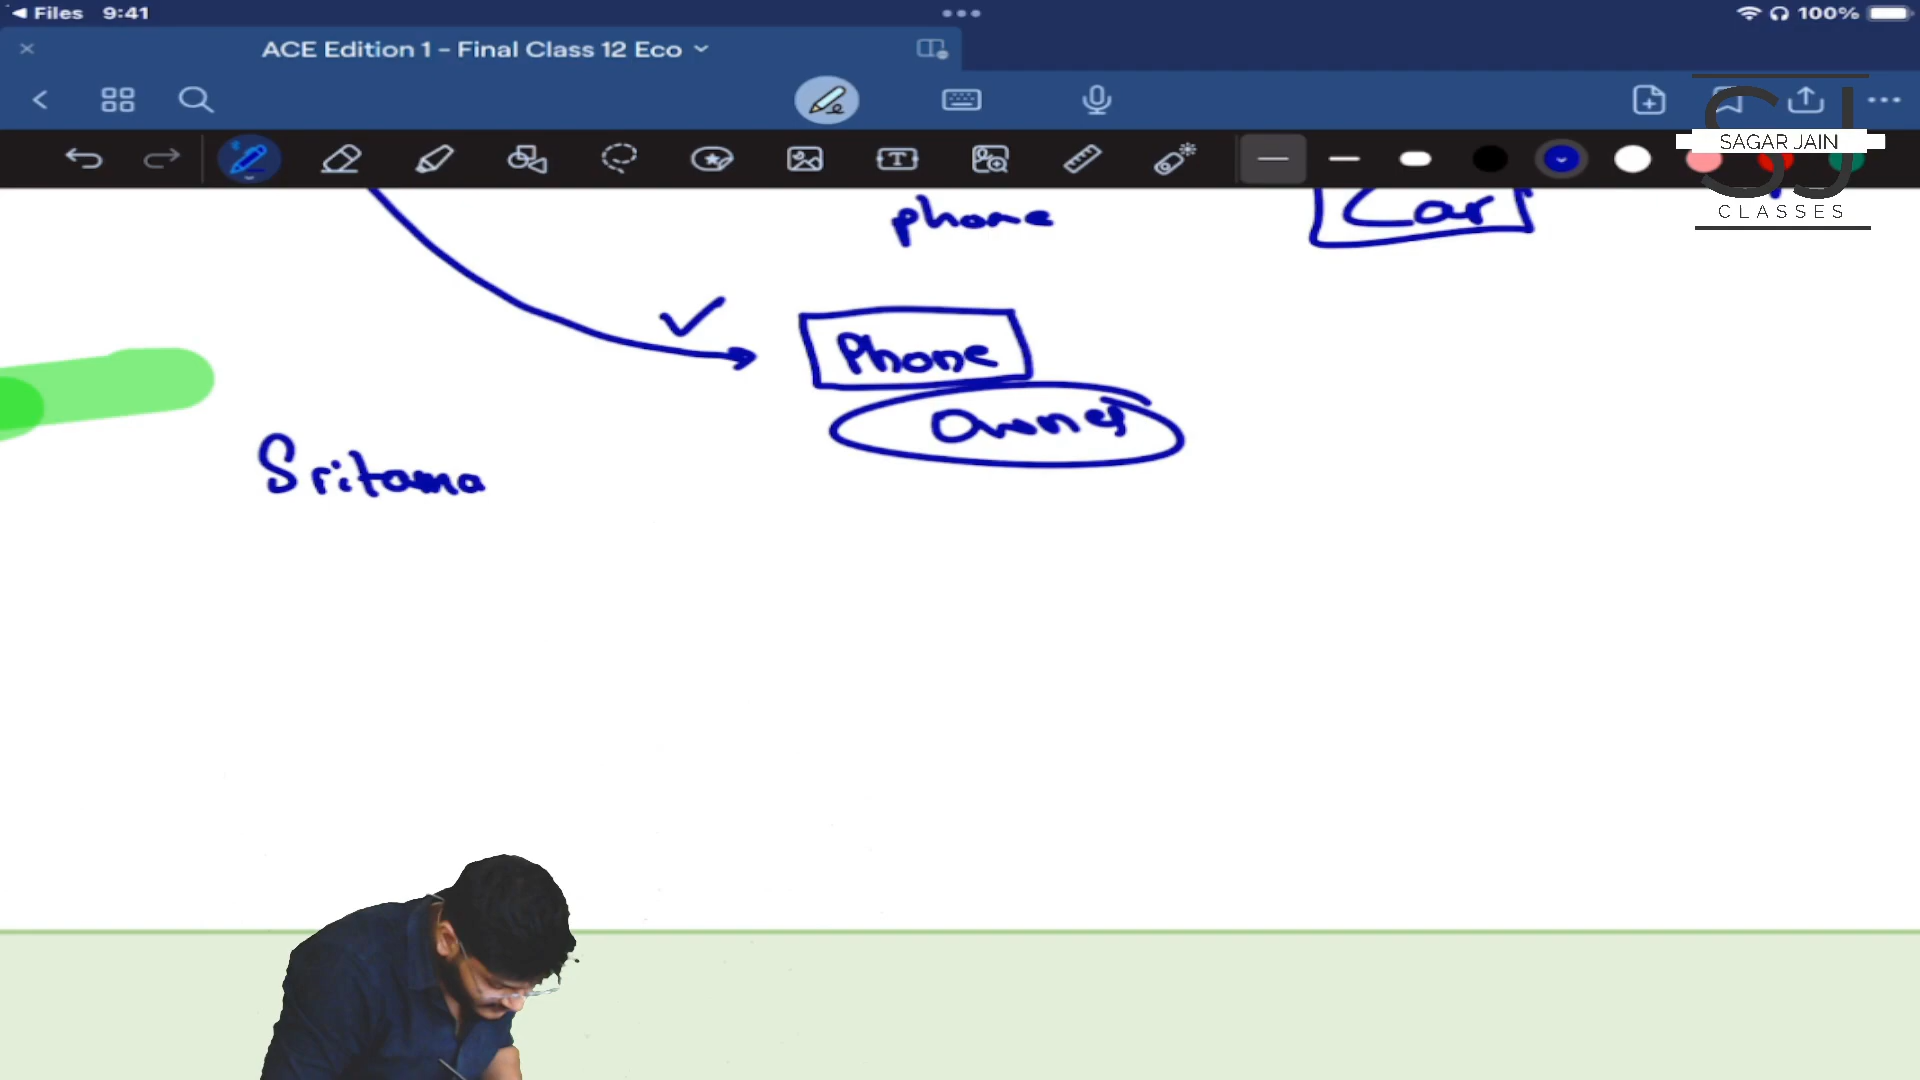 Files 9:41
100%
ACE Edition 1 - Final Class 12 Eco
SAGAR JAIN
CLASSES
phone
Car
Phone
Owner
Sritama